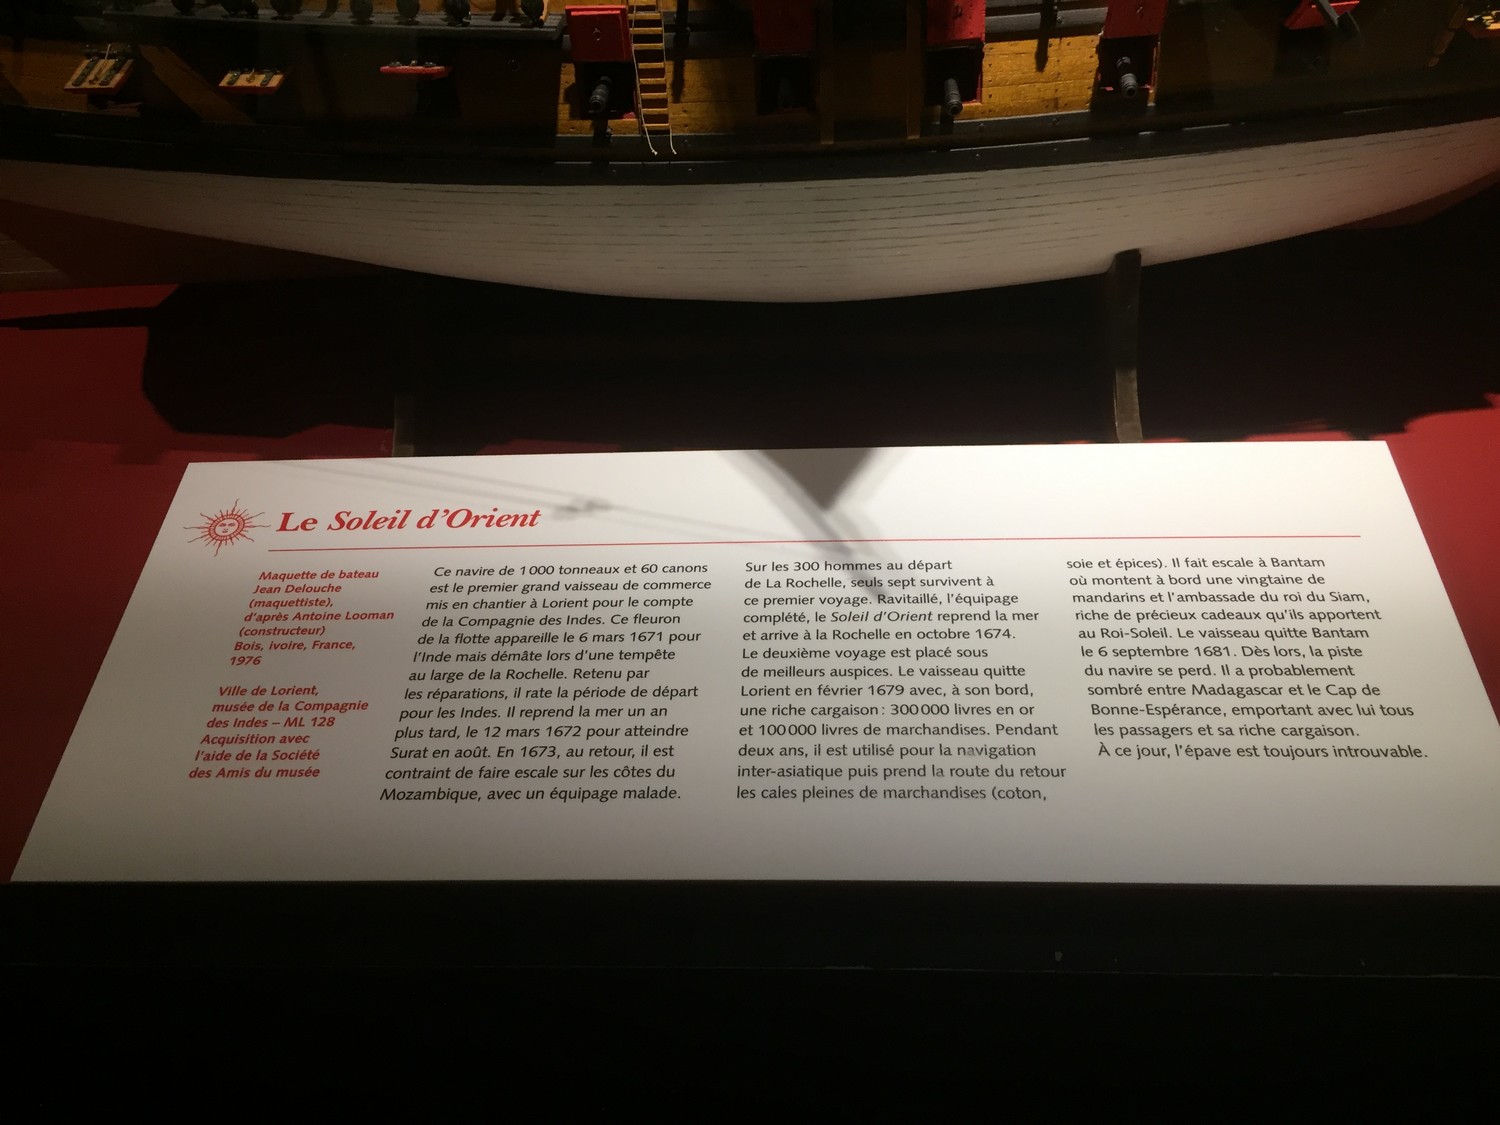 Le Soleil d'Orient
Maquette de bateau
Jean Delouche
(maquettiste),
d'après Antoine Looman
(constructeur)
Bois, ivoire, France,
1976
Ville de Lorient,
musée de la Compagnie
des Indes – ML 128
Acquisition avec
l'aide de la Société
des Amis du musée
Ce navire de 1 000 tonneaux et 60 canons
est le premier grand vaisseau de commerce
mis en chantier à Lorient pour le compte
de la Compagnie des Indes. Ce fleuron
de la flotte appareille le 6 mars 1671 pour
l'Inde mais démâte lors d'une tempête
au large de la Rochelle. Retenu par
les réparations, il rate la période de départ
pour les Indes. Il reprend la mer un an
plus tard, le 12 mars 1672 pour atteindre
Surat en août. En 1673, au retour, il est
contraint de faire escale sur les côtes du
Mozambique, avec un équipage malade.
Sur les 300 hommes au départ
de La Rochelle, seuls sept survivent à
ce premier voyage. Ravitaillé, l'équipage
complété, le Soleil d'Orient reprend la mer
et arrive à la Rochelle en octobre 1674.
Le deuxième voyage est placé sous
de meilleurs auspices. Le vaisseau quitte
Lorient en février 1679 avec, à son bord,
une riche cargaison : 300 000 livres en or
et 100 000 livres de marchandises. Pendant
deux ans, il est utilisé pour la navigation
inter-asiatique puis prend la route du retour
les cales pleines de marchandises (coton,
soie et épices). Il fait escale à Bantam
où montent à bord une vingtaine de
mandarins et l'ambassade du roi du Siam,
riche de précieux cadeaux qu'ils apportent
au Roi-Soleil. Le vaisseau quitte Bantam
le 6 septembre 1681. Dès lors, la piste
du navire se perd. Il a probablement
sombré entre Madagascar et le Cap de
Bonne-Espérance, emportant avec lui tous
les passagers et sa riche cargaison.
À ce jour, l'épave est toujours introuvable.